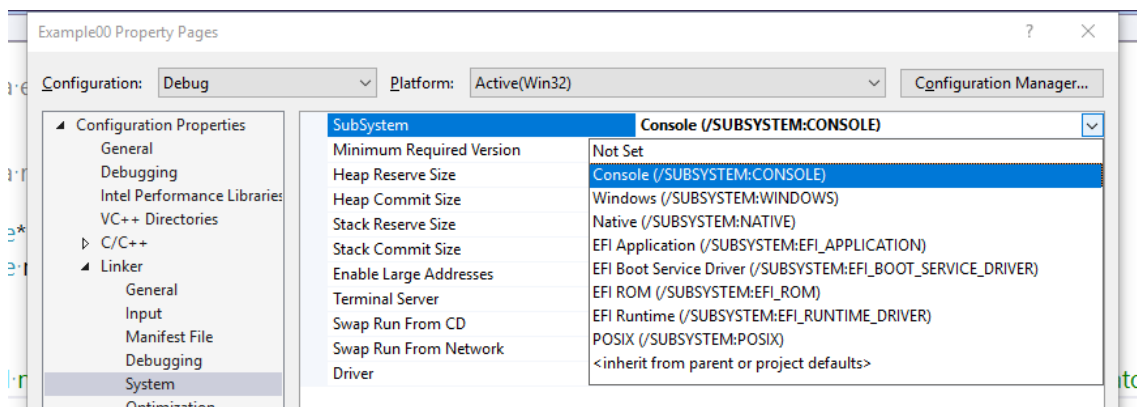 Example00 Property Pages
Configuration: Debug Platform: Active(Win32) Configuration Manager...
Configuration Properties
General
Debugging
Intel Performance Libraries
VC++ Directories
C/C++
Linker
General
Input
Manifest File
Debugging
System
Optimization
SubSystem Console (/SUBSYSTEM:CONSOLE)
Minimum Required Version
Heap Reserve Size
Heap Commit Size
Stack Reserve Size
Stack Commit Size
Enable Large Addresses
Terminal Server
Swap Run From CD
Swap Run From Network
Driver
Not Set
Console (/SUBSYSTEM:CONSOLE)
Windows (/SUBSYSTEM:WINDOWS)
Native (/SUBSYSTEM:NATIVE)
EFI Application (/SUBSYSTEM:EFI_APPLICATION)
EFI Boot Service Driver (/SUBSYSTEM:EFI_BOOT_SERVICE_DRIVER)
EFI ROM (/SUBSYSTEM:EFI_ROM)
EFI Runtime (/SUBSYSTEM:EFI_RUNTIME_DRIVER)
POSIX (/SUBSYSTEM:POSIX)
<inherit from parent or project defaults>